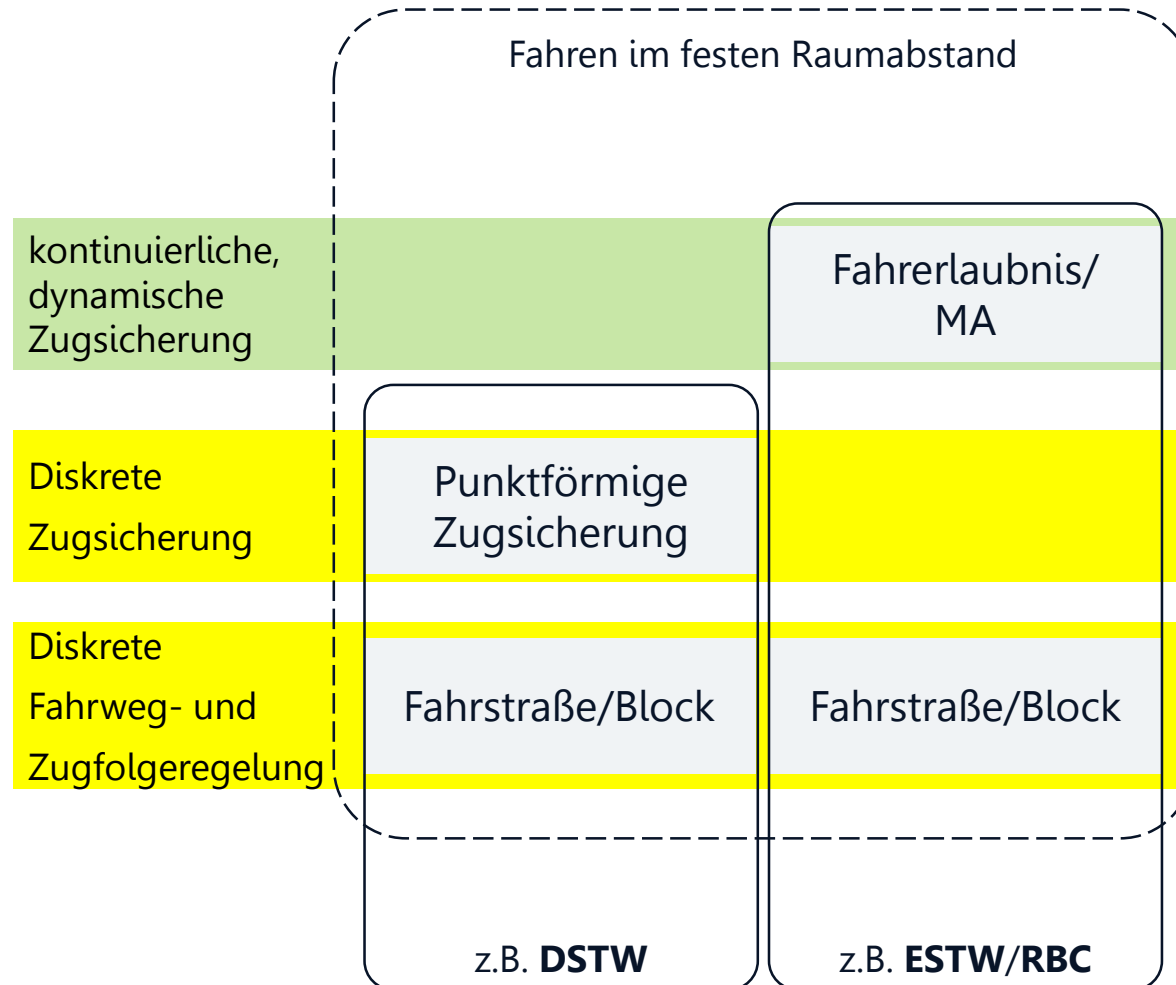 Fahren im festen Raumabstand
kontinuierliche,
dynamische
Zugsicherung
Fahrerlaubnis/
MA
Diskrete
Zugsicherung
Punktförmige
Zugsicherung
Diskrete
Fahrweg- und
Zugfolgeregelung
Fahrstraße/Block
Fahrstraße/Block
z.B. DSTW
z.B. ESTW/RBC